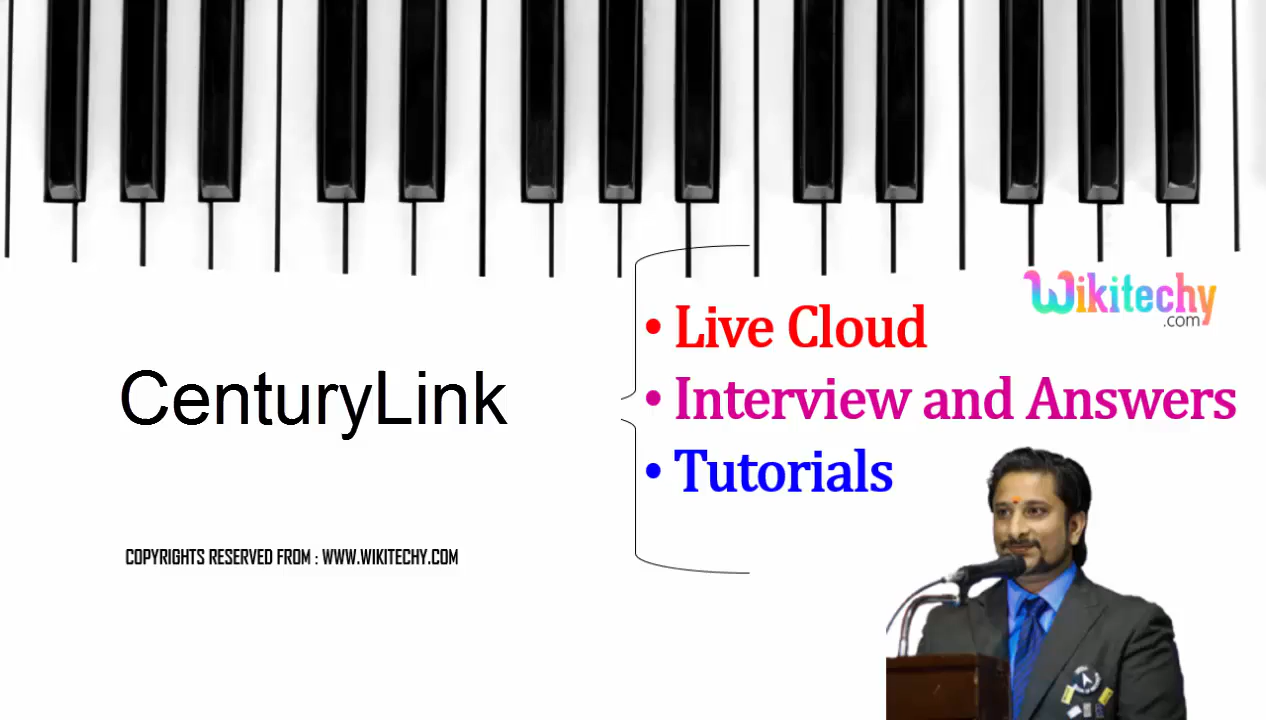 Wikitechy
.com
• Live Cloud
CenturyLink
• Interview and Answers
• Tutorials
COPYRIGHTS RESERVED FROM : WWW.WIKITECHY.COM